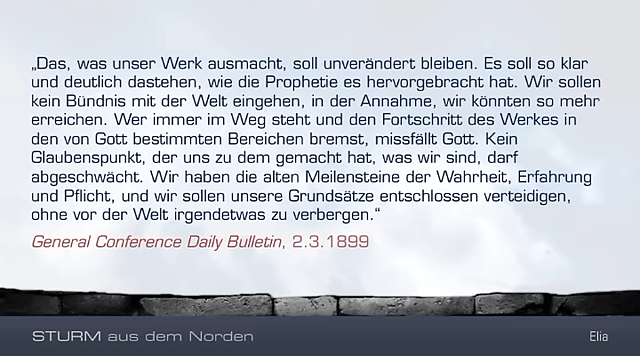 „Das, was unser Werk ausmacht, soll unverändert bleiben. Es soll so klar
und deutlich dastehen, wie die Prophetie es hervorgebracht hat. Wir sollen
kein Bündnis mit der Welt eingehen, in der Annahme, wir könnten so mehr
erreichen. Wer immer im Weg steht und den Fortschritt des Werkes in
den von Gott bestimmten Bereichen bremst, missfällt Gott. Kein
Glaubenspunkt, der uns zu dem gemacht hat, was wir sind, darf
abgeschwächt. Wir haben die alten Meilensteine der Wahrheit, Erfahrung
und Pflicht, und wir sollen unsere Grundsätze entschlossen verteidigen,
ohne vor der Welt irgendetwas zu verbergen.“
General Conference Daily Bulletin, 2.3.1899
STURM aus dem Norden
Elia